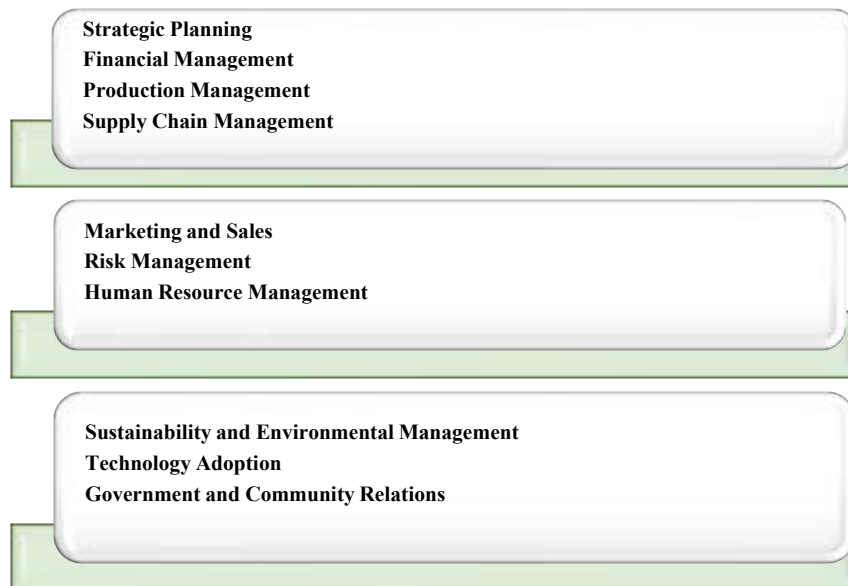 Strategic Planning
Financial Management
Production Management
Supply Chain Management
Marketing and Sales
Risk Management
Human Resource Management
Sustainability and Environmental Management
Technology Adoption
Government and Community Relations